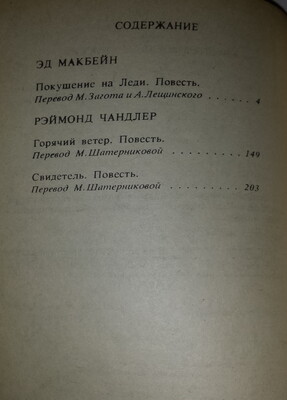 СОДЕРЖАНИЕ
ЭД МАКБЕЙН
Покушение на Леди. Повесть.
Перевод М. Загота и А. Лещинского . . . . . . 4
РЭЙМОНД ЧАНДЛЕР
Горячий ветер. Повесть.
Перевод М. Шатерниковой . . . . . . . . . 149
Свидетель. Повесть.
Перевод М. Шатерниковой . . . . . . . . . 203